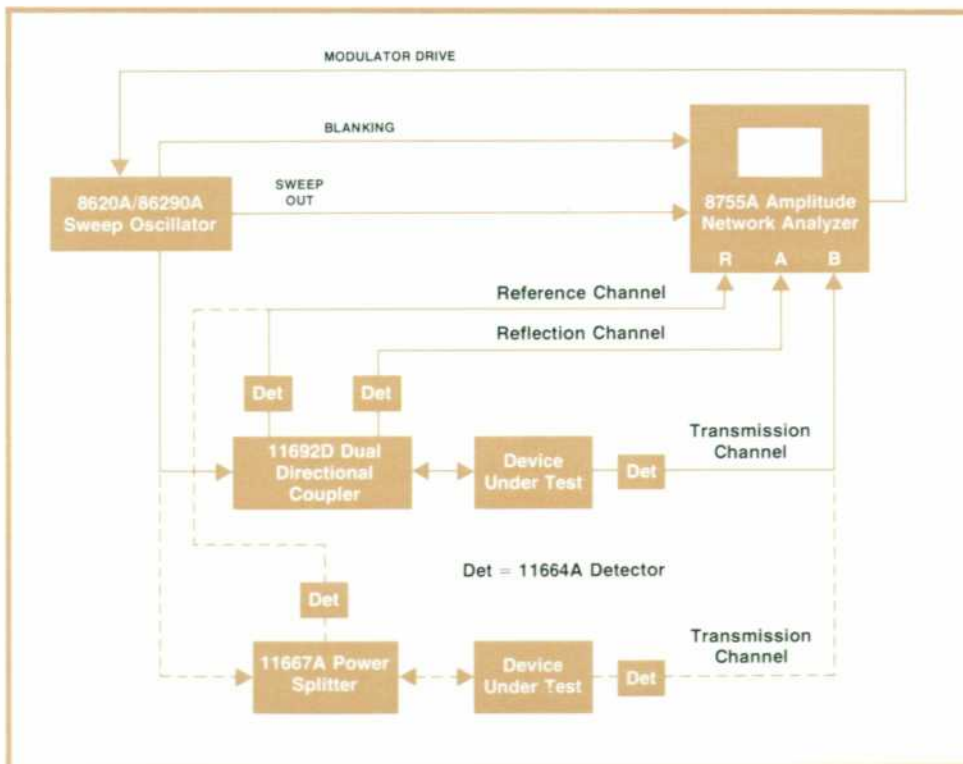 MODULATOR DRIVE
BLANKING
SWEEP
OUT
8620A/86290A
Sweep Oscillator
8755A Amplitude
Network Analyzer
R A B
Reference Channel
Reflection Channel
Det Det
11692D Dual
Directional
Coupler
Device
Under Test
Det
Transmission
Channel
Det = 11664A Detector
Det
11667A Power
Splitter
Device
Under Test
Det
Transmission
Channel